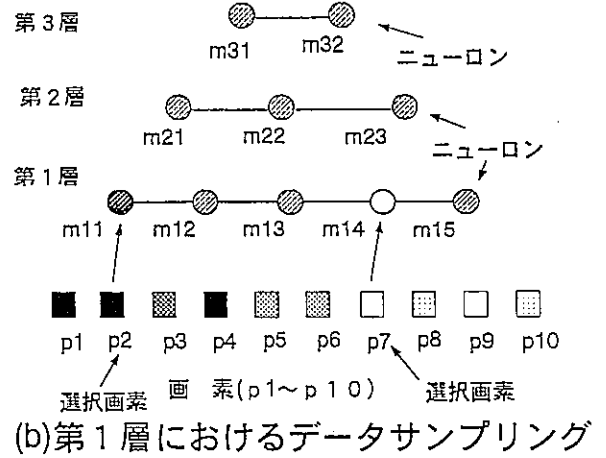 第３層
m31 m32
ニューロン
第２層
m21 m22 m23
ニューロン
第１層
m11 m12 m13 m14 m15
p1 p2 p3 p4 p5 p6 p7 p8 p9 p10
選択画素 画 素(p1～p１０) 選択画素
(b)第１層におけるデータサンプリング